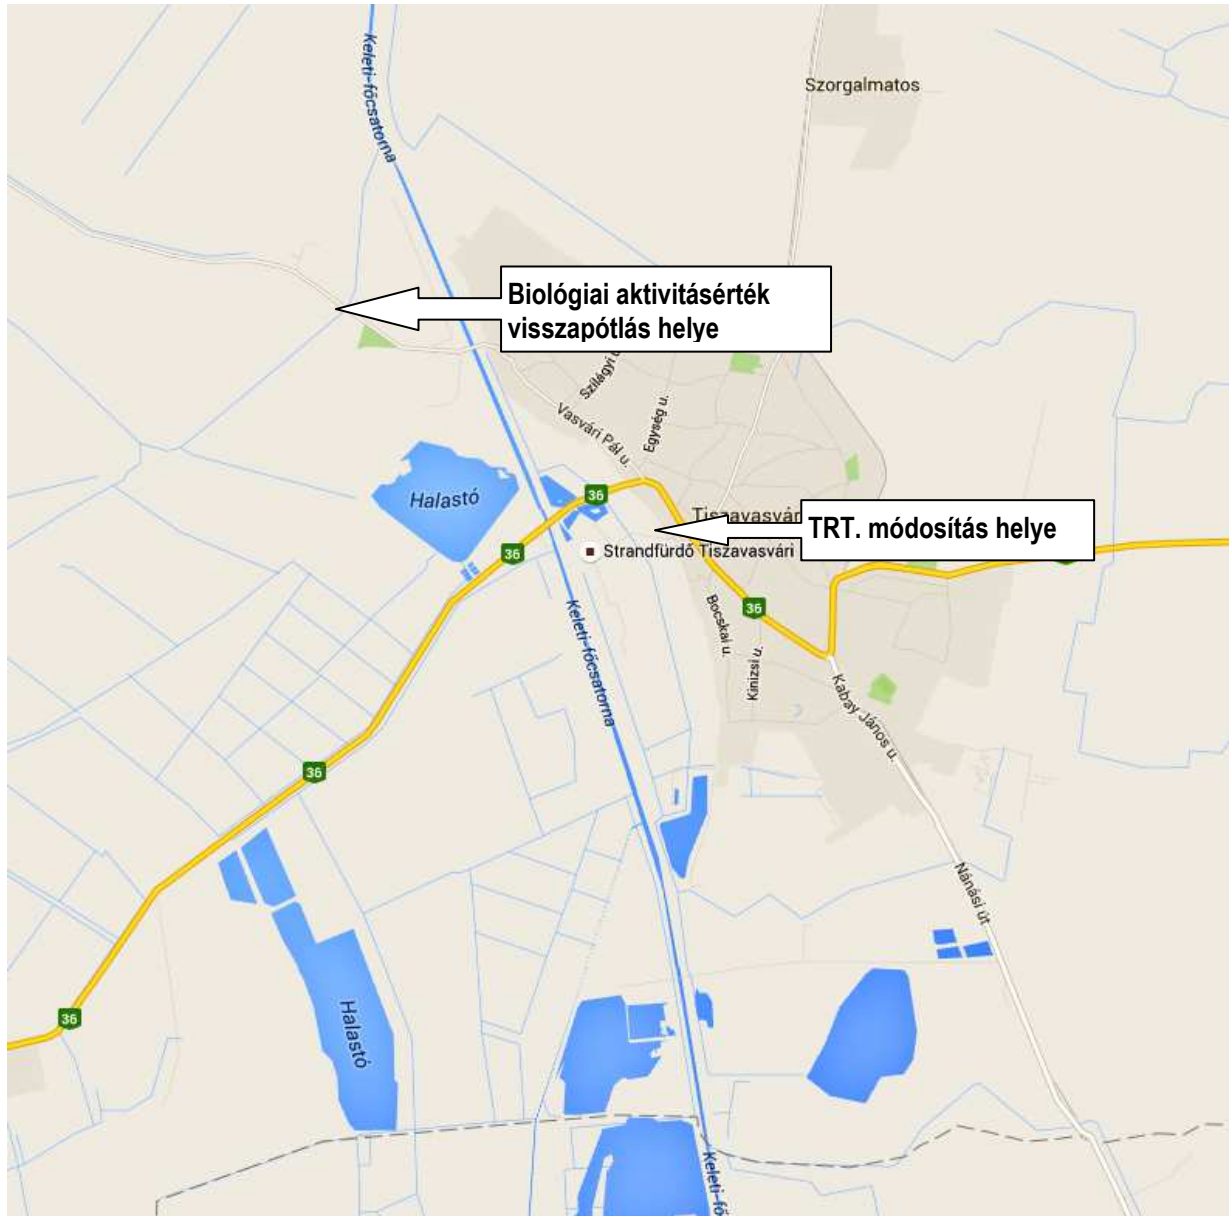 Keleti-főcsatorna
Szorgalmatos
Biológiai aktivitásérték
visszapótlás helye
Szilágyi u.
Egység u.
Vasvári Pál u.
Halastó
36
36
Tiszavasvári
TRT. módosítás helye
Strandfürdő Tiszavasvári
36
Bocskai u.
Kinizsi u.
Keleti-főcsatorna
Kabay János u.
36
Nánási út
36
Halastó